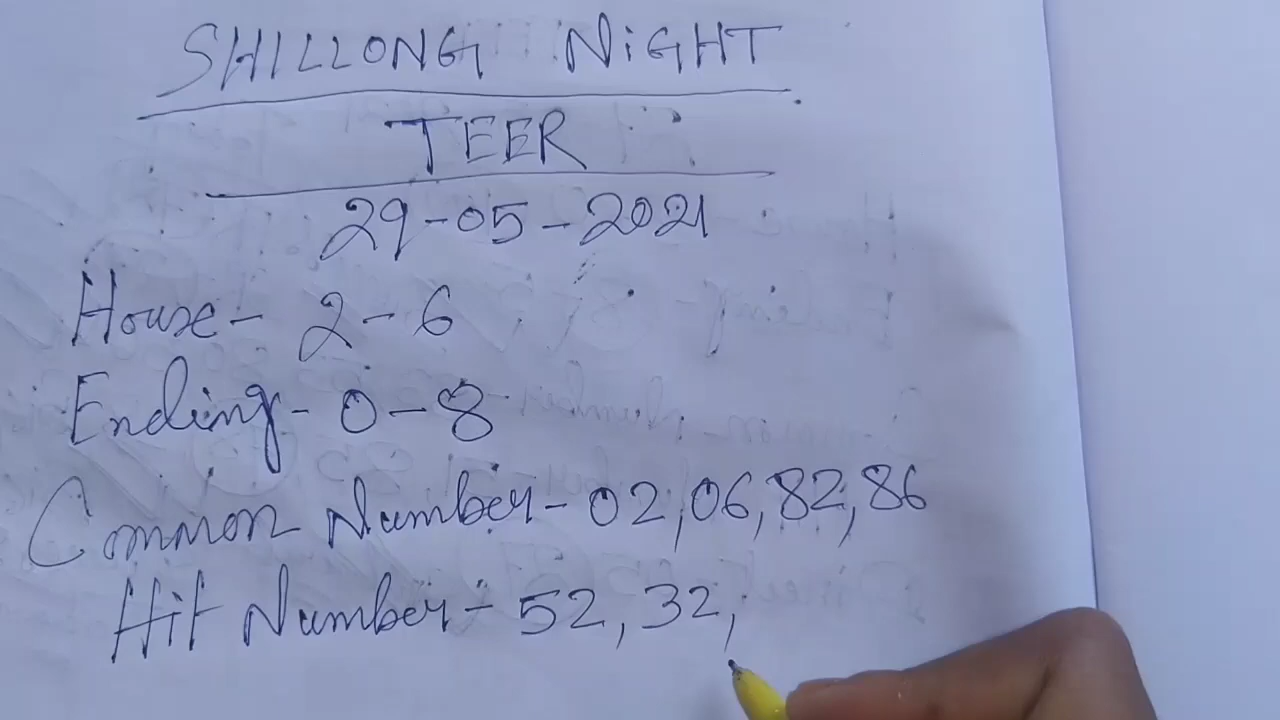 SHILLONG NiGHT
TEER
29-05-2021
House- 2-6
Ending- 0-8
Common Number- 02,06,82,86
Hit Number- 52,32,